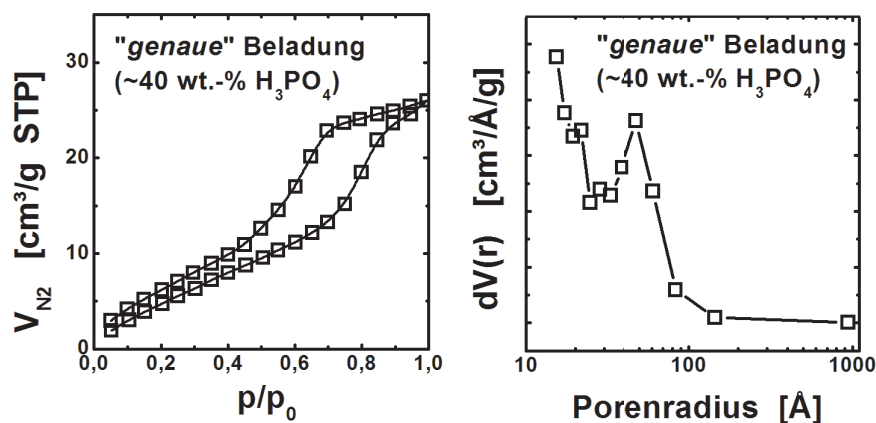 "genaue" Beladung
(~40 wt.-% H₃PO₄)
30
20
10
0
V_N2 [cm³/g STP]
0,0 0,2 0,4 0,6 0,8 1,0
p/p₀
"genaue" Beladung
(~40 wt.-% H₃PO₄)
dV(r) [cm³/Å/g]
10 100 1000
Porenradius [Å]